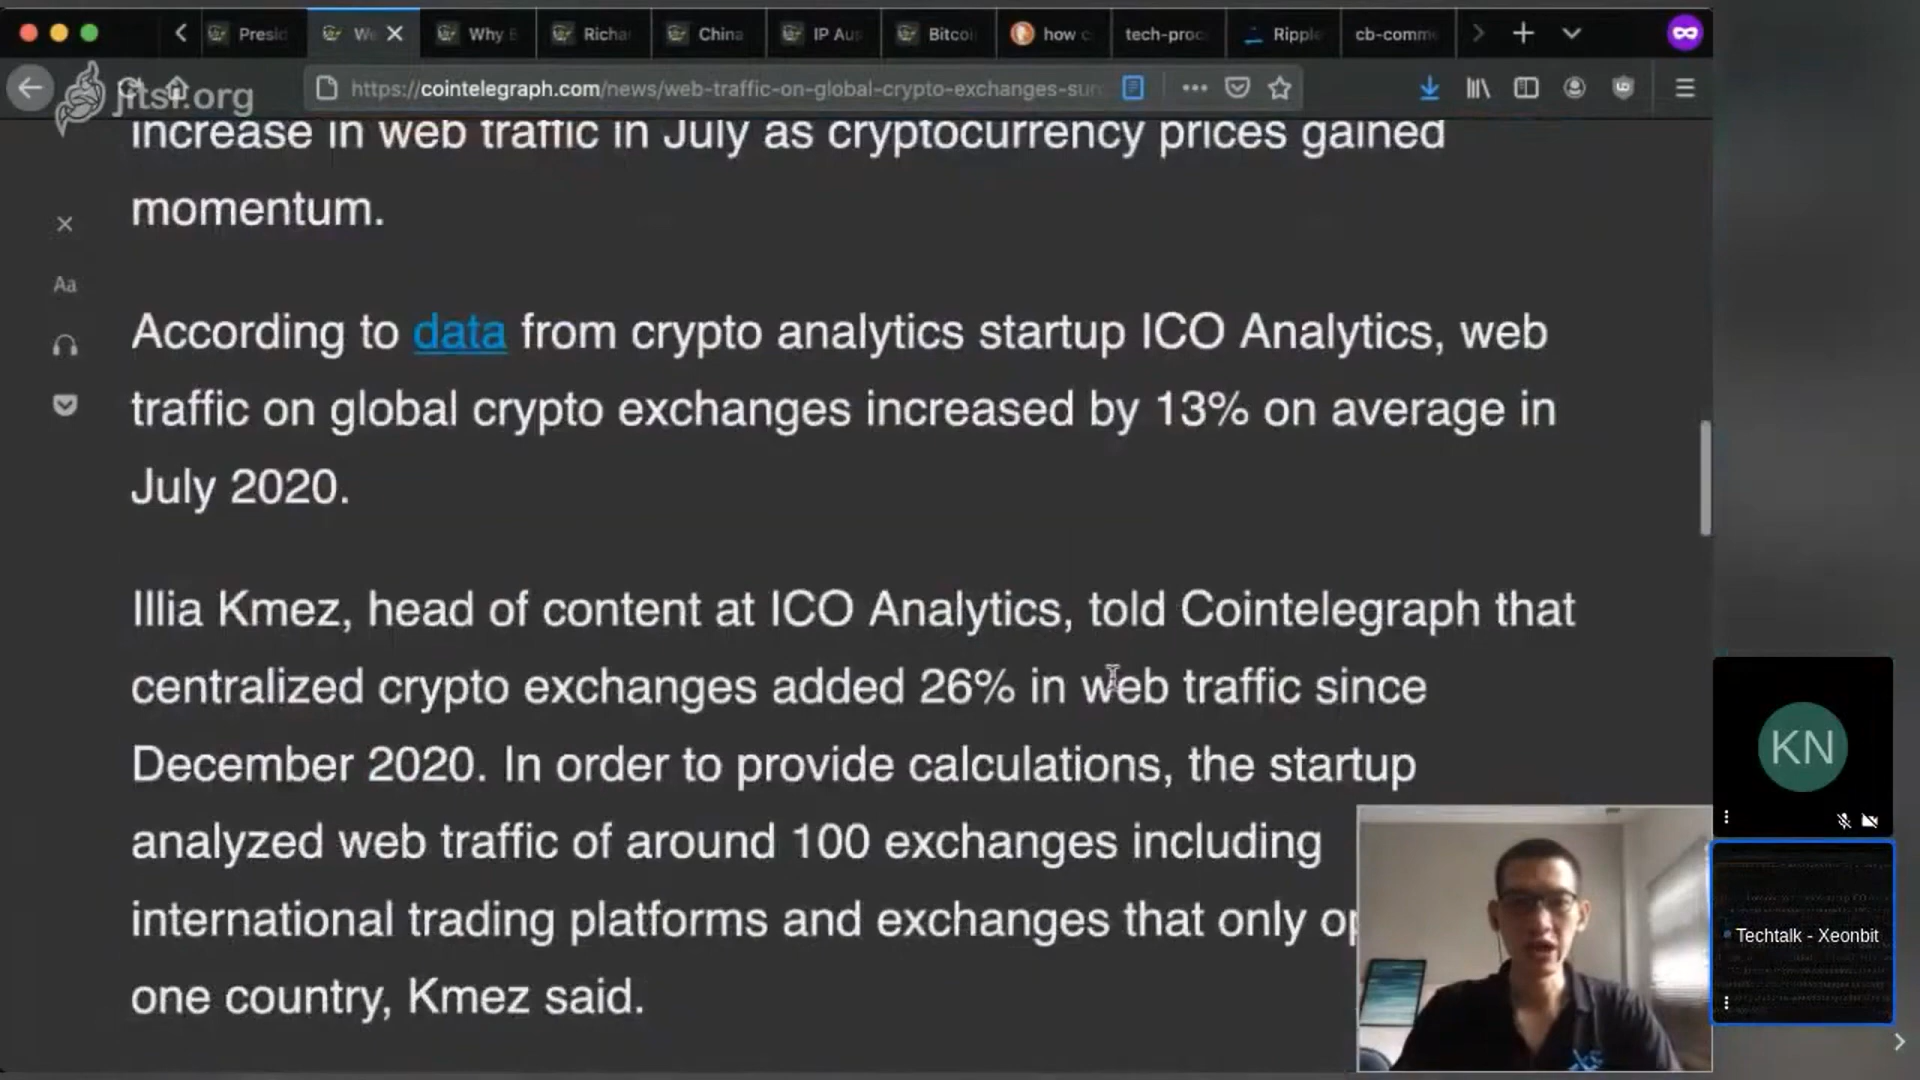 Presid
We
Why E
Richa
China
IP Aus
Bitcoi
how c
tech-proc
Ripple
cb-comme
jitsi.org
https://cointelegraph.com/news/web-traffic-on-global-crypto-exchanges-sur
increase in web traffic in July as cryptocurrency prices gained
momentum.
Aa
According to data from crypto analytics startup ICO Analytics, web
traffic on global crypto exchanges increased by 13% on average in
July 2020.
Illia Kmez, head of content at ICO Analytics, told Cointelegraph that
centralized crypto exchanges added 26% in web traffic since
December 2020. In order to provide calculations, the startup
analyzed web traffic of around 100 exchanges including
international trading platforms and exchanges that only op
one country, Kmez said.
KN
Techtalk - Xeonbit